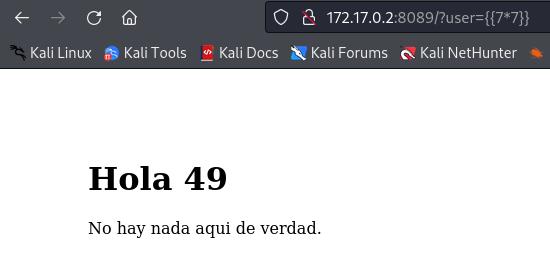 172.17.0.2:8089/?user={{7*7}}
Kali Linux Kali Tools Kali Docs Kali Forums Kali NetHunter
Hola 49
No hay nada aqui de verdad.